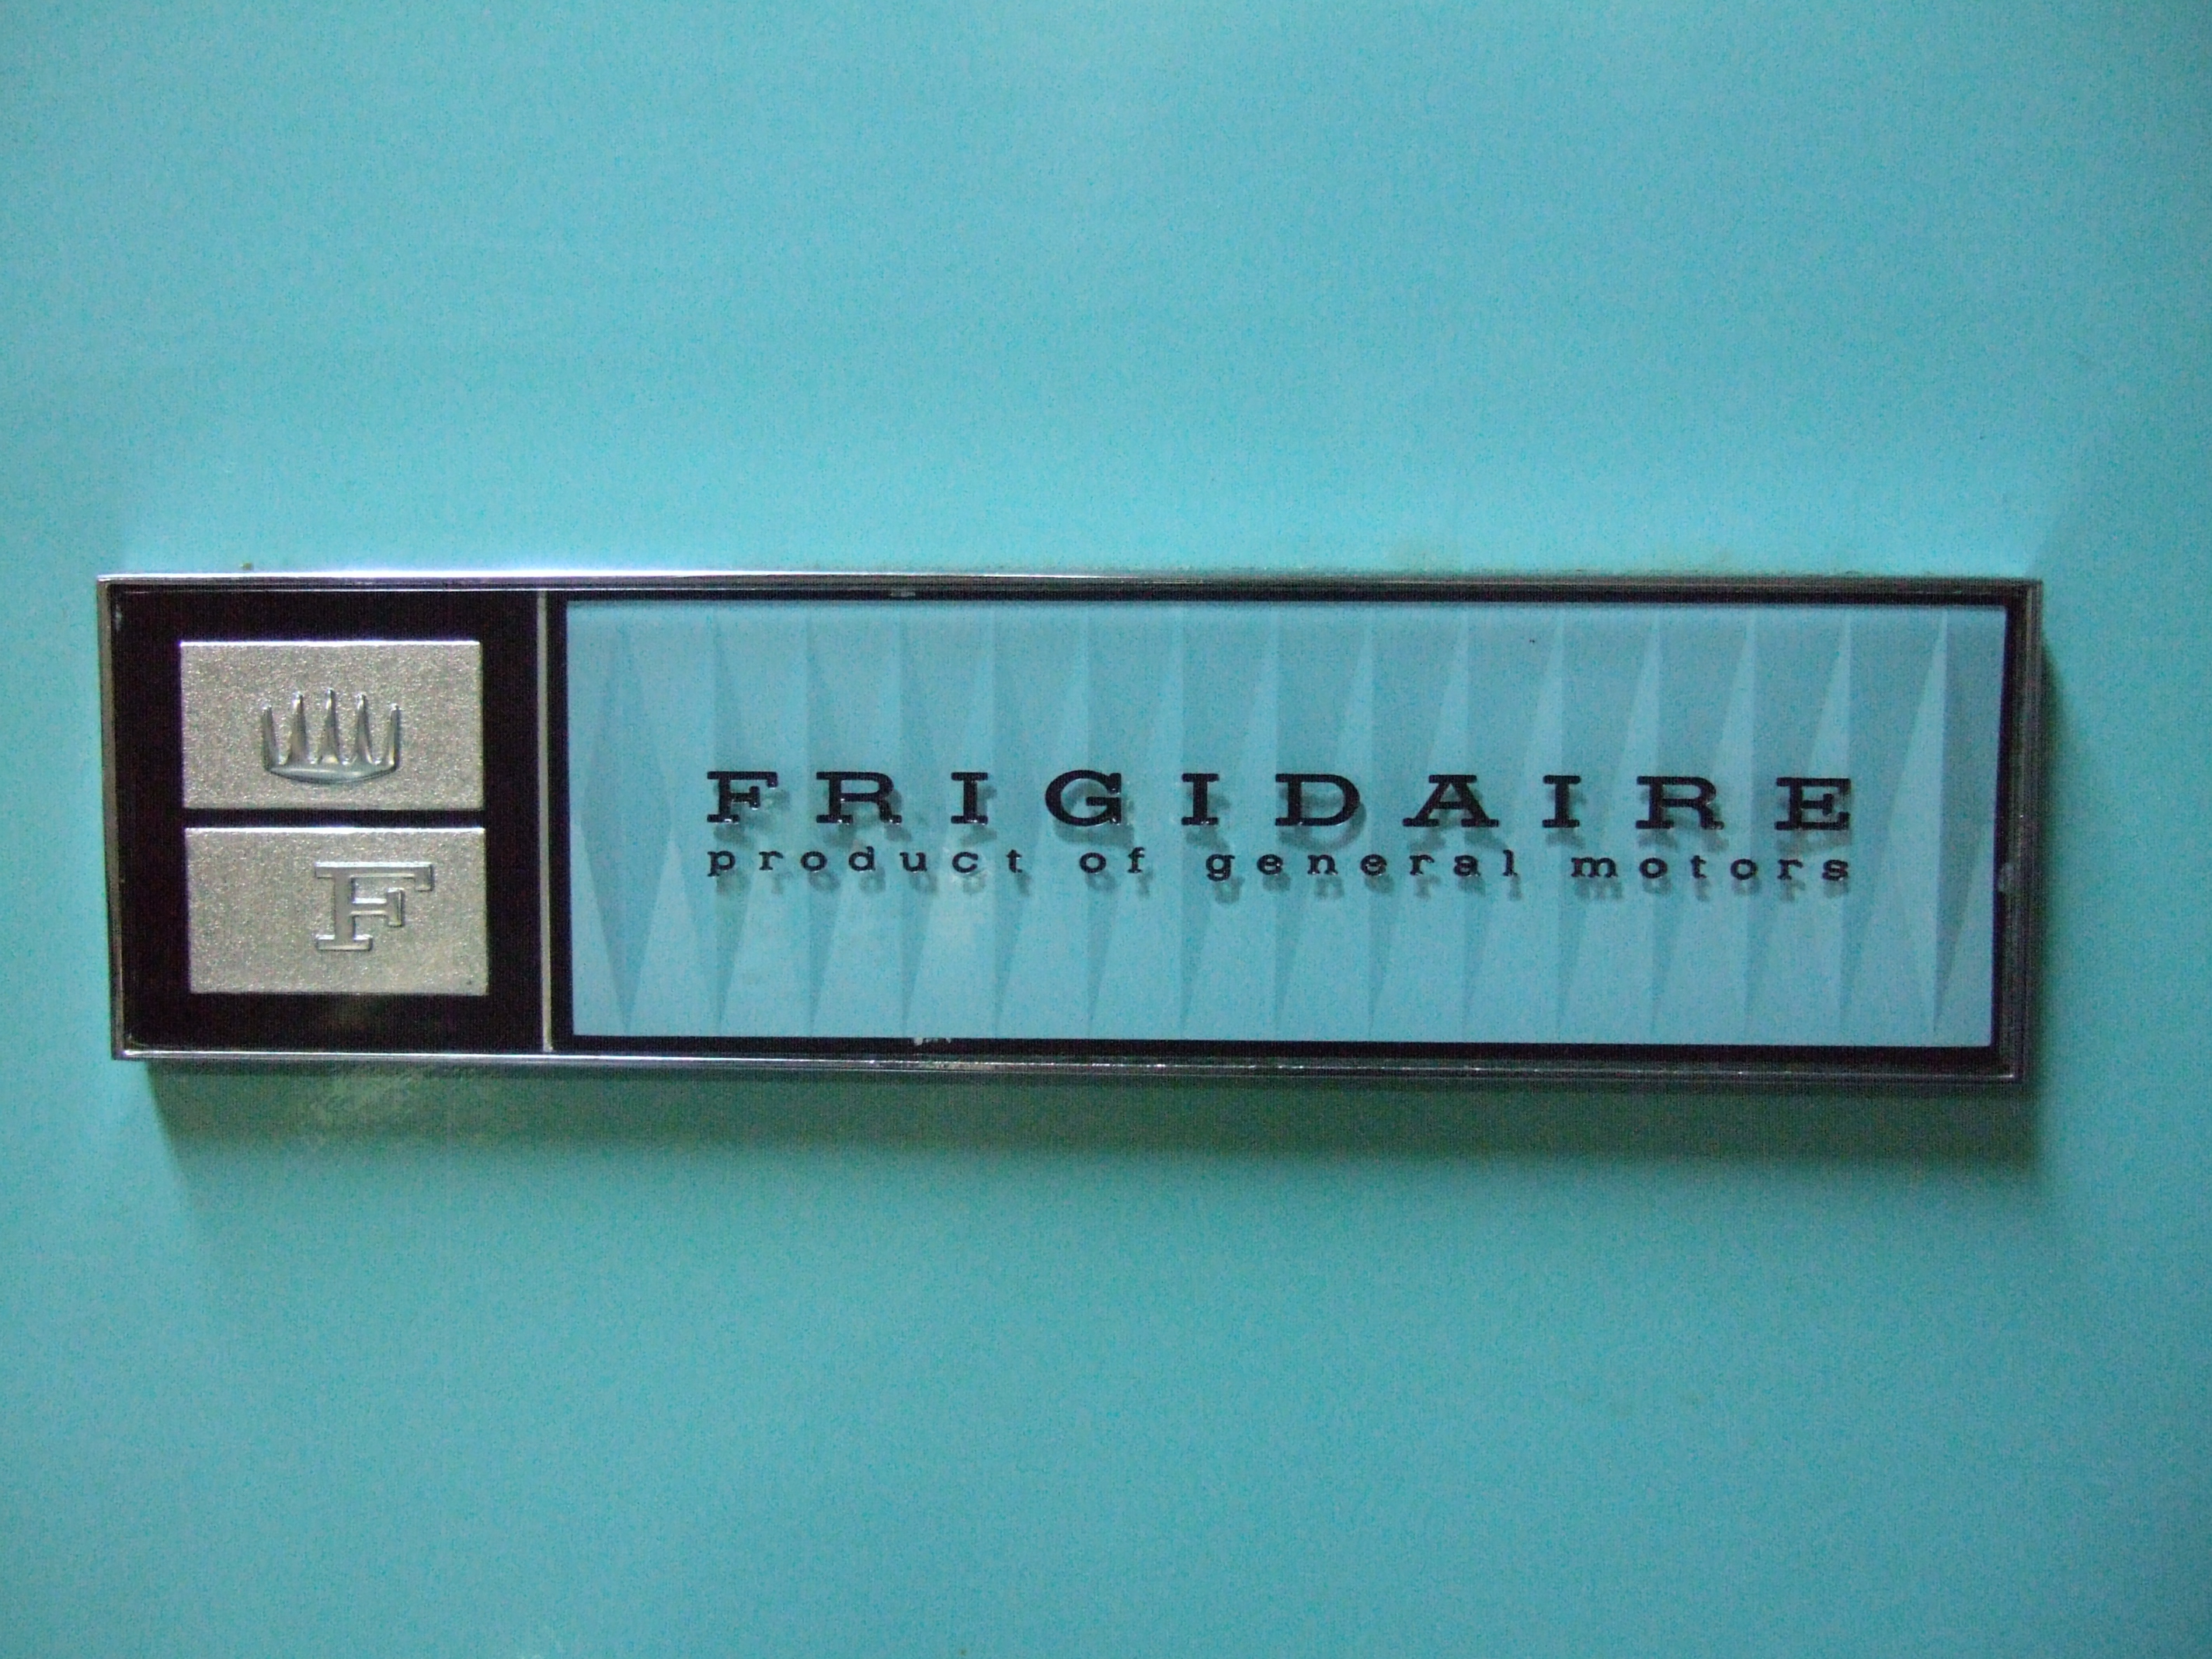 F
FRIGIDAIRE
product of general motors